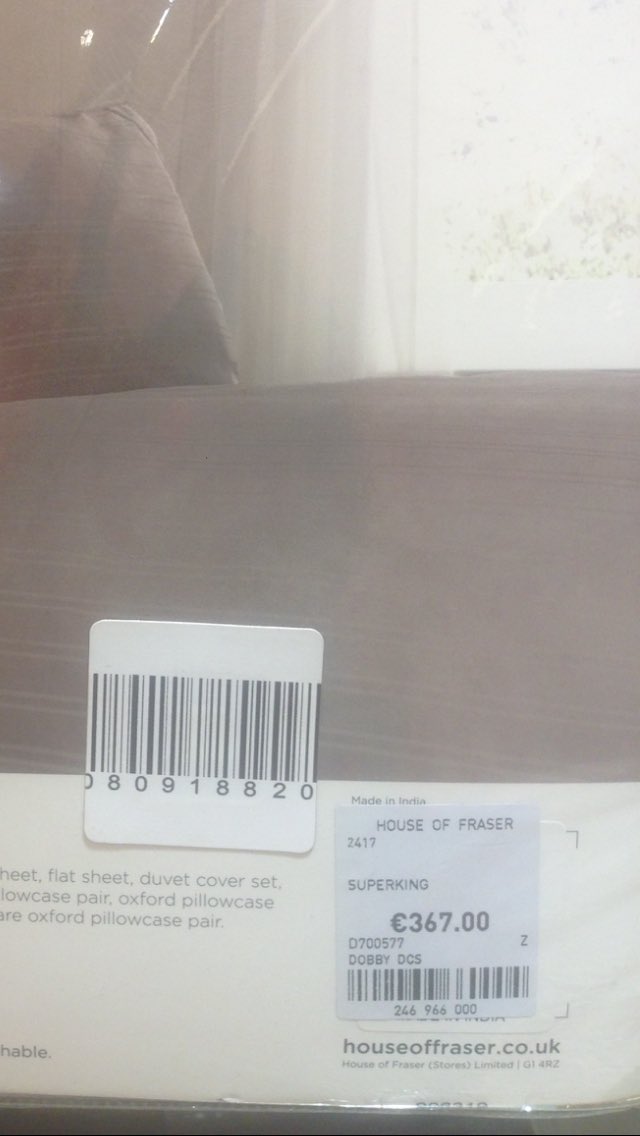 080918820
Made in India
HOUSE OF FRASER
2417
SUPERKING
€367.00
D700577 Z
DOBBY DCS
246 966 000
heet, flat sheet, duvet cover set,
lowcase pair, oxford pillowcase
are oxford pillowcase pair.
hable.
houseoffraser.co.uk
House of Fraser (Stores) Limited | G1 4RZ